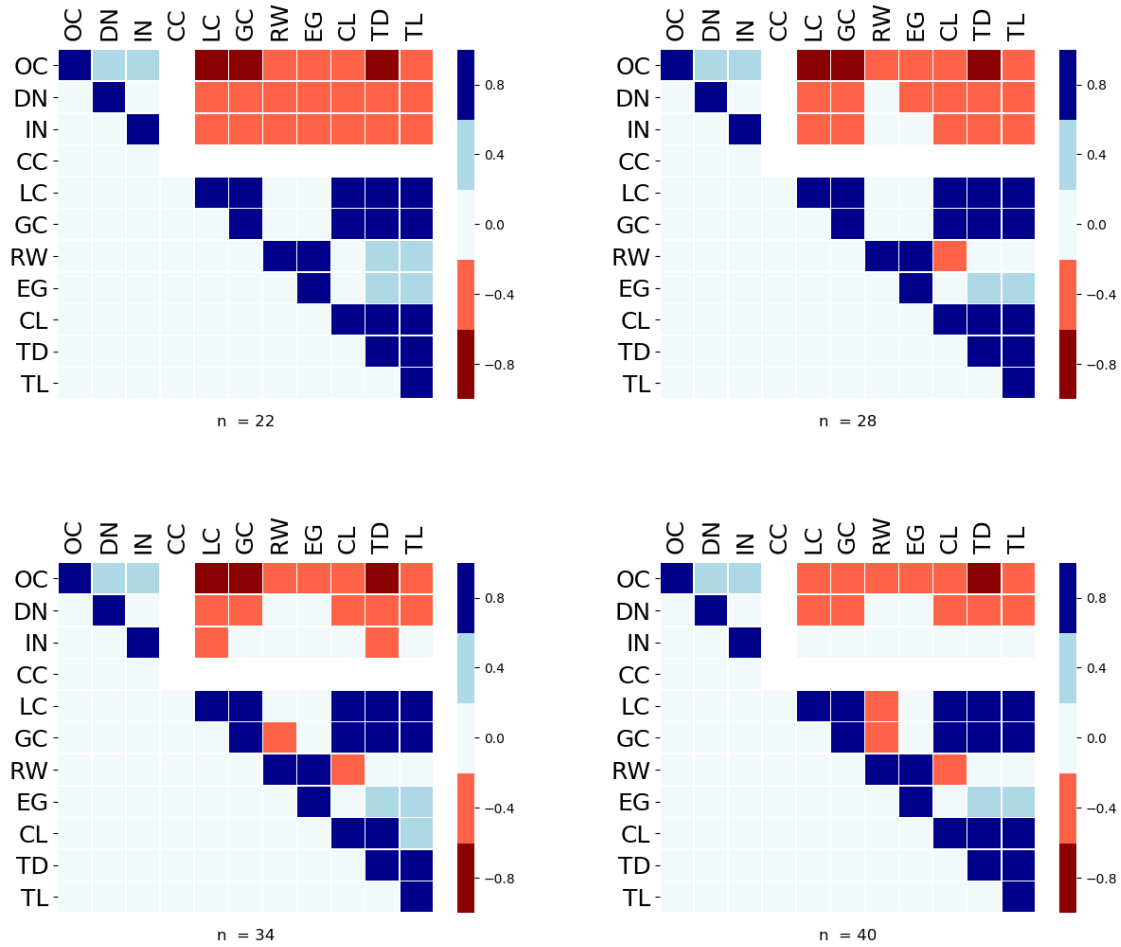 OC DN IN CC LC GC RW EG CL TD TL
OC
DN
IN
CC
LC
GC
RW
EG
CL
TD
TL
0.8
0.4
0.0
−0.4
−0.8
n = 22
OC DN IN CC LC GC RW EG CL TD TL
OC
DN
IN
CC
LC
GC
RW
EG
CL
TD
TL
0.8
0.4
0.0
−0.4
−0.8
n = 28
OC DN IN CC LC GC RW EG CL TD TL
OC
DN
IN
CC
LC
GC
RW
EG
CL
TD
TL
0.8
0.4
0.0
−0.4
−0.8
n = 34
OC DN IN CC LC GC RW EG CL TD TL
OC
DN
IN
CC
LC
GC
RW
EG
CL
TD
TL
0.8
0.4
0.0
−0.4
−0.8
n = 40